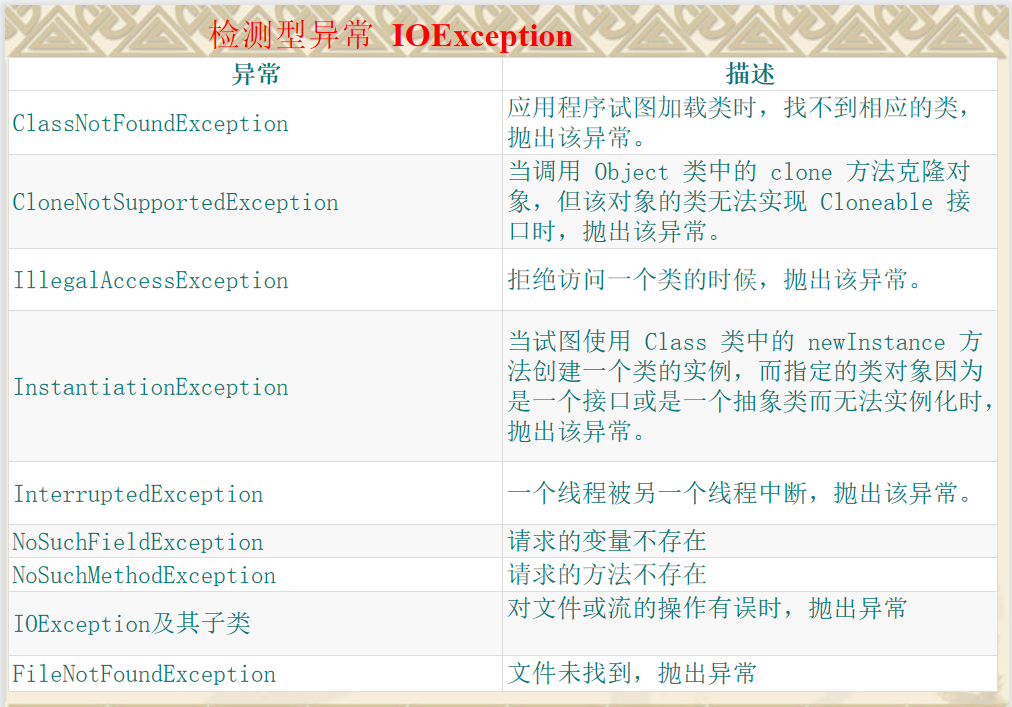 检测型异常 IOException
异常 描述
ClassNotFoundException
应用程序试图加载类时，找不到相应的类，
抛出该异常。
CloneNotSupportedException
当调用 Object 类中的 clone 方法克隆对
象，但该对象的类无法实现 Cloneable 接
口时，抛出该异常。
IllegalAccessException
拒绝访问一个类的时候，抛出该异常。
InstantiationException
当试图使用 Class 类中的 newInstance 方
法创建一个类的实例，而指定的类对象因为
是一个接口或是一个抽象类而无法实例化时，
抛出该异常。
InterruptedException
一个线程被另一个线程中断，抛出该异常。
NoSuchFieldException
请求的变量不存在
NoSuchMethodException
请求的方法不存在
IOException及其子类
对文件或流的操作有误时，抛出异常
FileNotFoundException
文件未找到，抛出异常